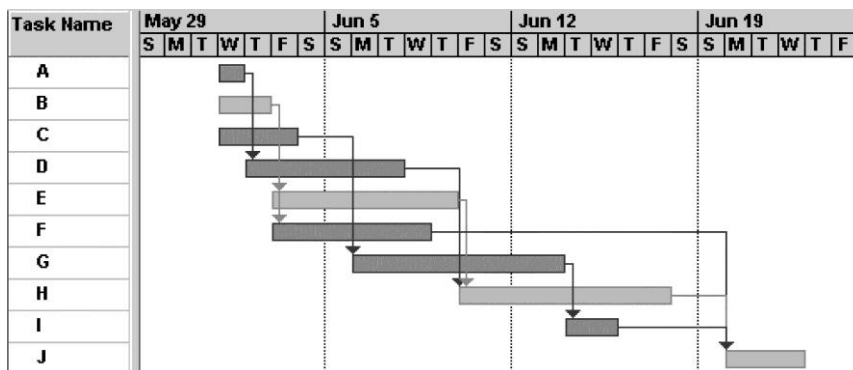 Task Name May 29 Jun 5 Jun 12 Jun 19
S M T W T F S S M T W T F S S M T W T F S S M T W T F
A
B
C
D
E
F
G
H
I
J